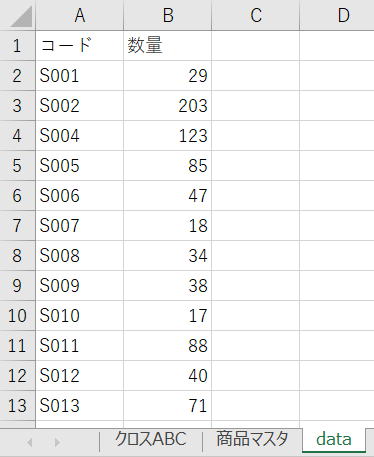 A B C D
1 コード 数量
2 S001 29
3 S002 203
4 S004 123
5 S005 85
6 S006 47
7 S007 18
8 S008 34
9 S009 38
10 S010 17
11 S011 88
12 S012 40
13 S013 71
クロスABC 商品マスタ data